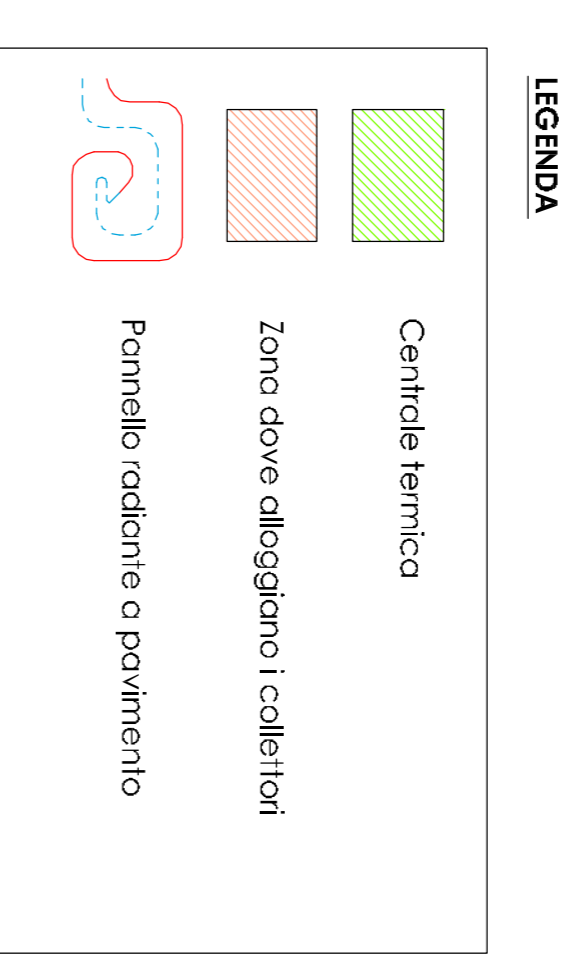 LEGENDA
Centrale termica
Zona dove alloggiano i collettori
Pannello radiante a pavimento